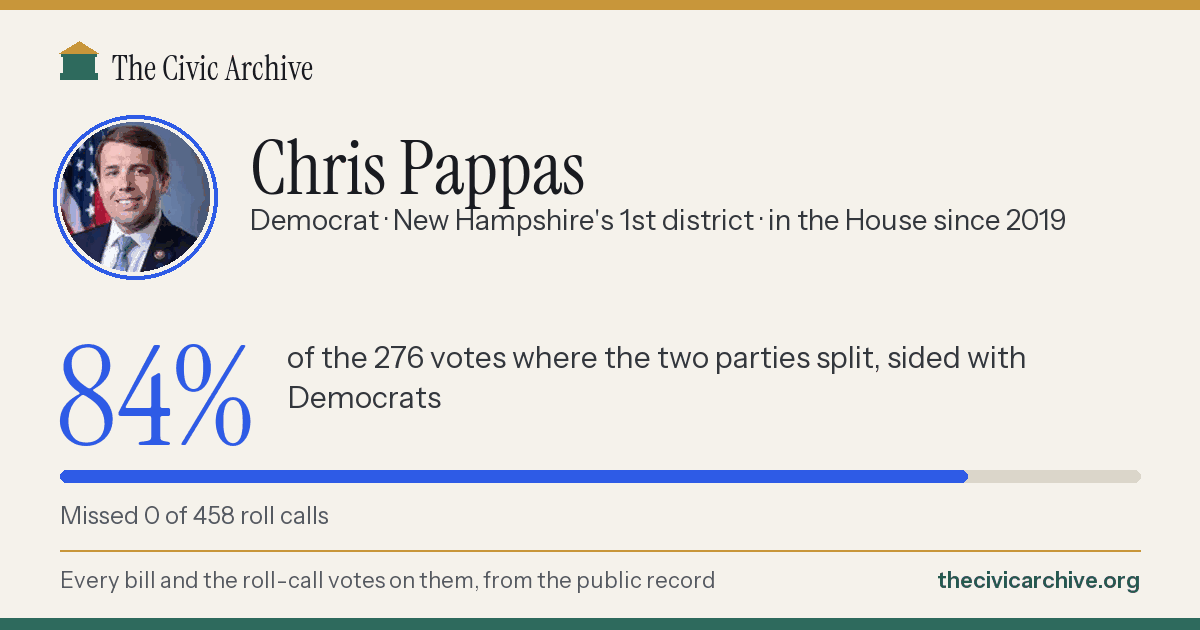 The Civic Archive
Chris Pappas
Democrat · New Hampshire's 1st district · in the House since 2019
84%
of the 276 votes where the two parties split, sided with
Democrats
Missed 0 of 458 roll calls
Every bill and the roll-call votes on them, from the public record
thecivicarchive.org